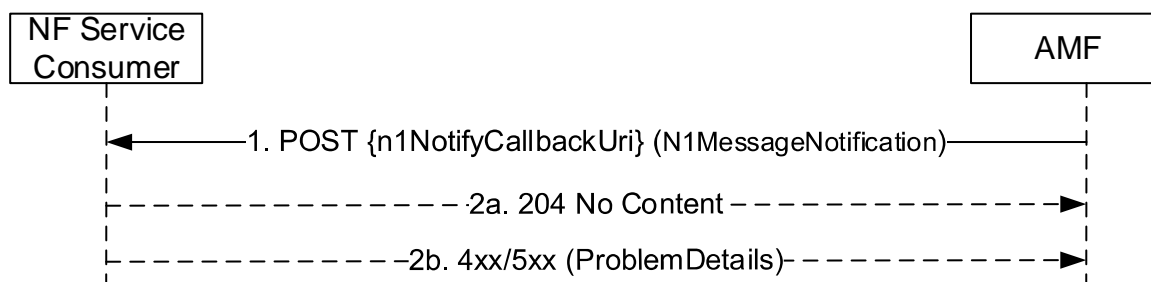 NF Service
Consumer
AMF
1. POST {n1NotifyCallbackUri} (N1MessageNotification)
2a. 204 No Content
2b. 4xx/5xx (ProblemDetails)